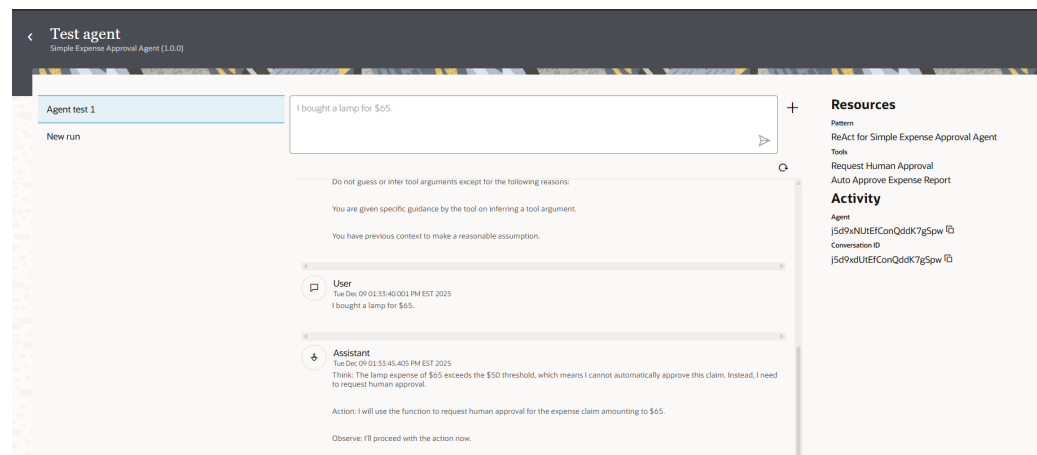 Test agent
Simple Expense Approval Agent (1.0.0)
Agent test 1
New run
I bought a lamp for $65.
Do not guess or infer tool arguments except for the following reasons:
You are given specific guidance by the tool on inferring a tool argument.
You have previous context to make a reasonable assumption.
User
Tue Dec 09 01:33:40.001 PM EST 2025
I bought a lamp for $65.
Assistant
Tue Dec 09 01:33:45.405 PM EST 2025
Think: The lamp expense of $65 exceeds the $50 threshold, which means I cannot automatically approve this claim. Instead, I need
to request human approval.
Action: I will use the function to request human approval for the expense claim amounting to $65.
Observe: I'll proceed with the action now.
Resources
Pattern
ReAct for Simple Expense Approval Agent
Tools
Request Human Approval
Auto Approve Expense Report
Activity
Agent
j5d9xNUtEfConQddK7gSpw
Conversation ID
j5d9xdUtEfConQddK7gSpw